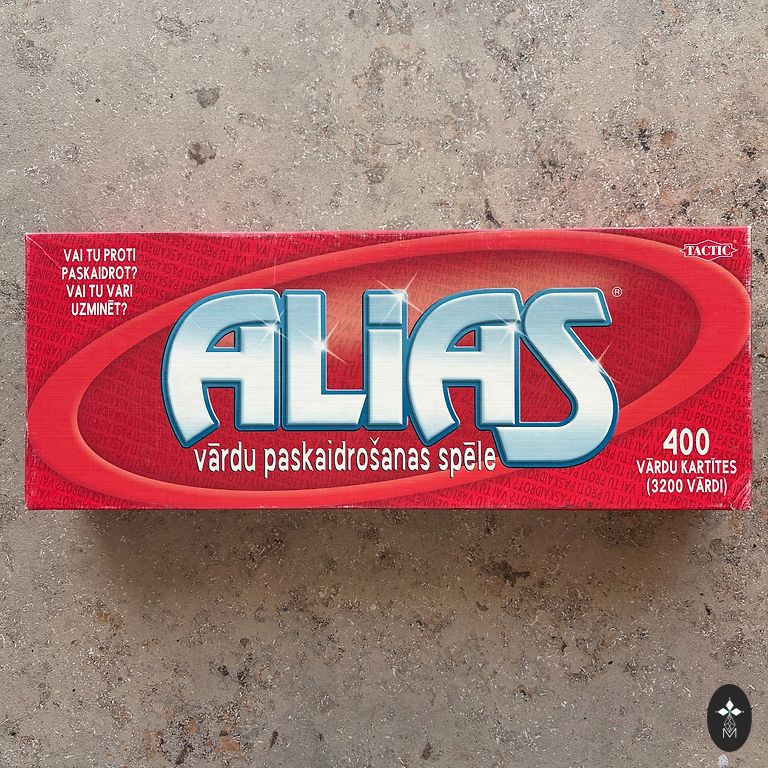 VAI TU PROTI
PASKAIDROT?
VAI TU VARI
UZMINĒT?
TACTIC
ALiAS®
vārdu paskaidrošanas spēle
400
VĀRDU KARTĪTES
(3200 VĀRDI)
M